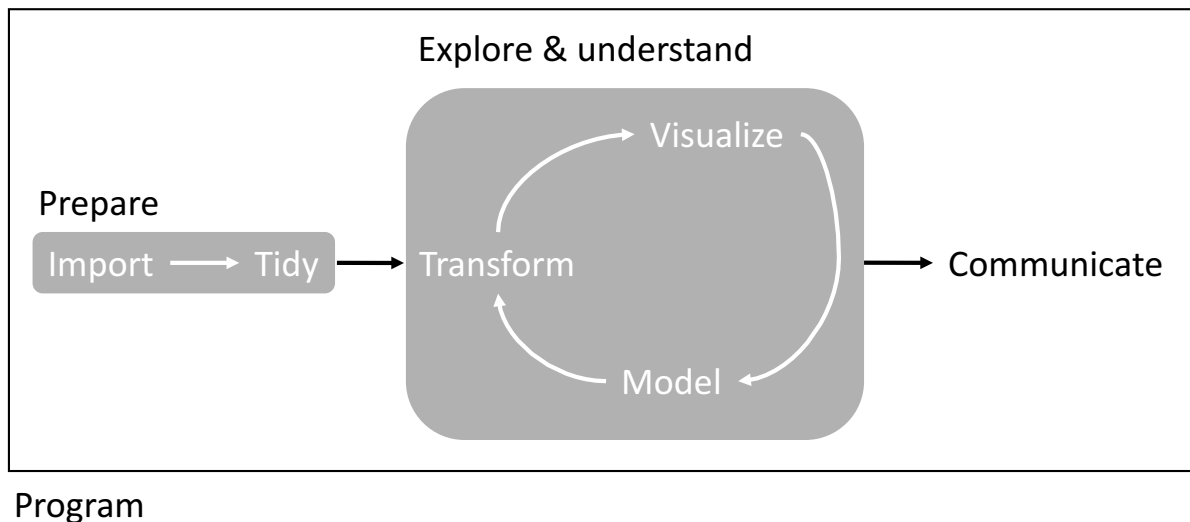 Explore & understand
Visualize
Prepare
Import Tidy Transform Communicate
Model
Program